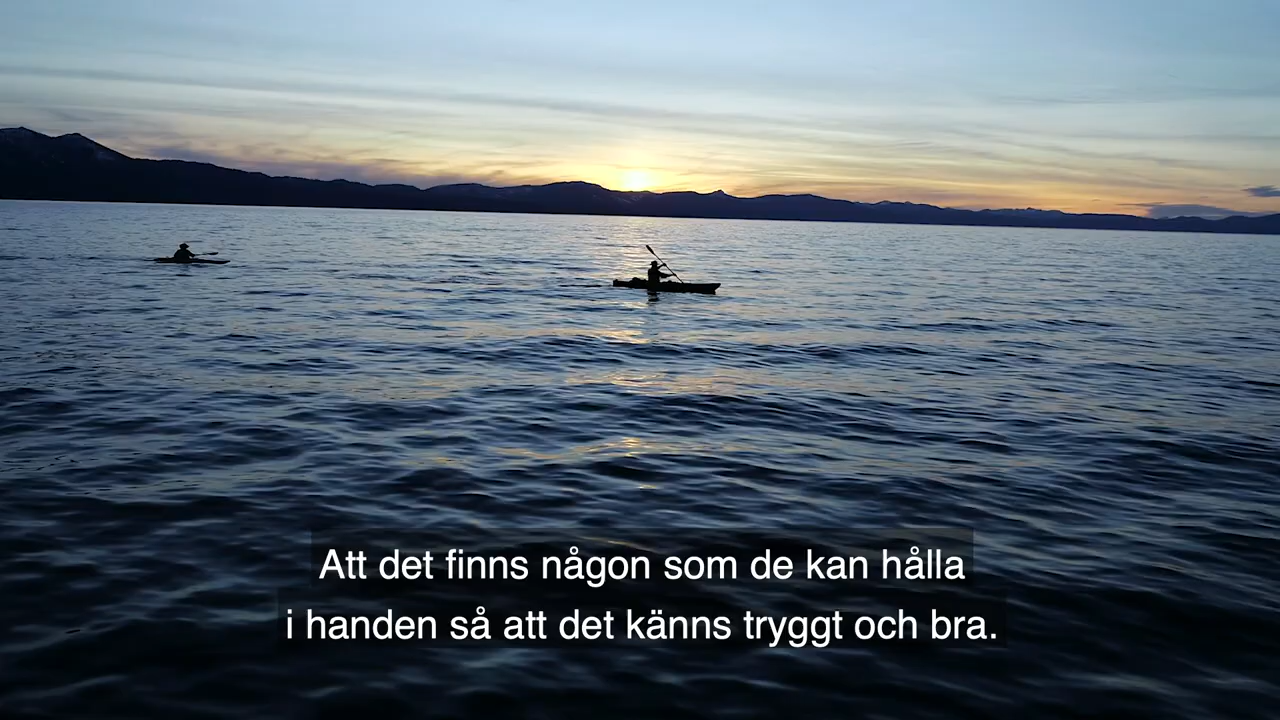 Att det finns någon som de kan hålla
i handen så att det känns tryggt och bra.